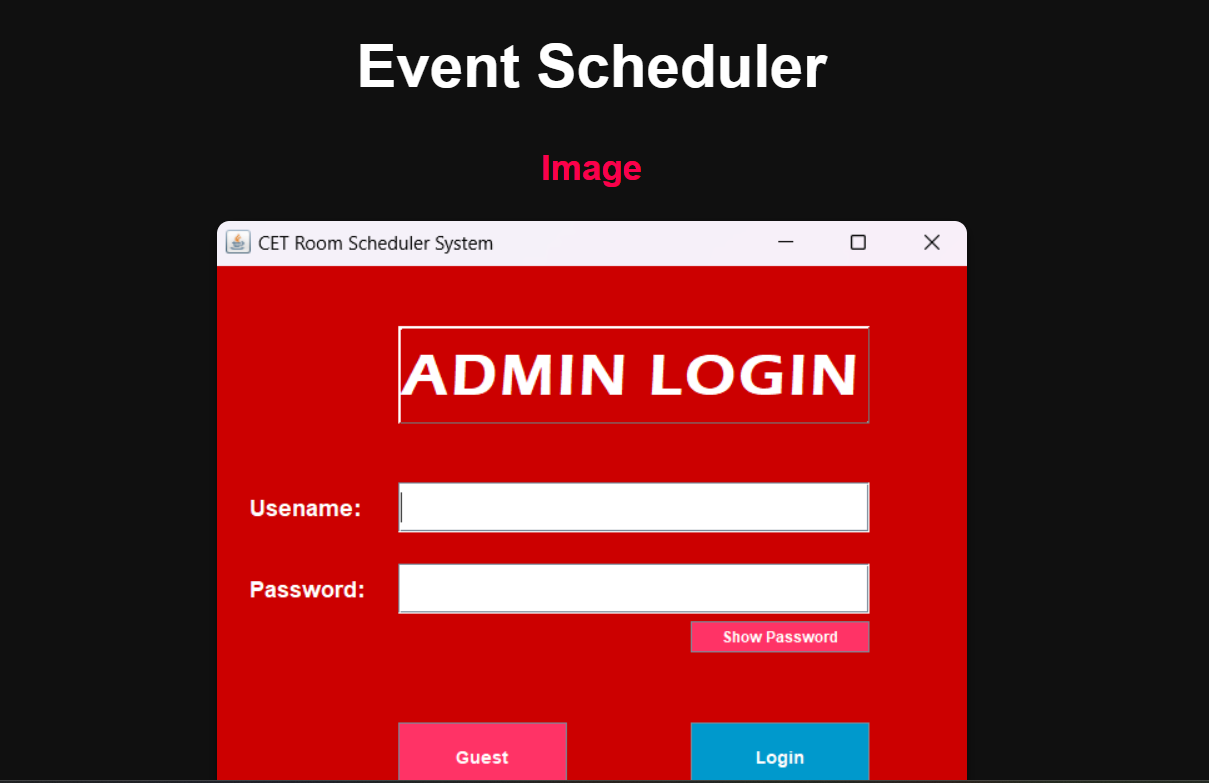 Event Scheduler
Image
CET Room Scheduler System
ADMIN LOGIN
Usename:
Password:
Show Password
Guest Login